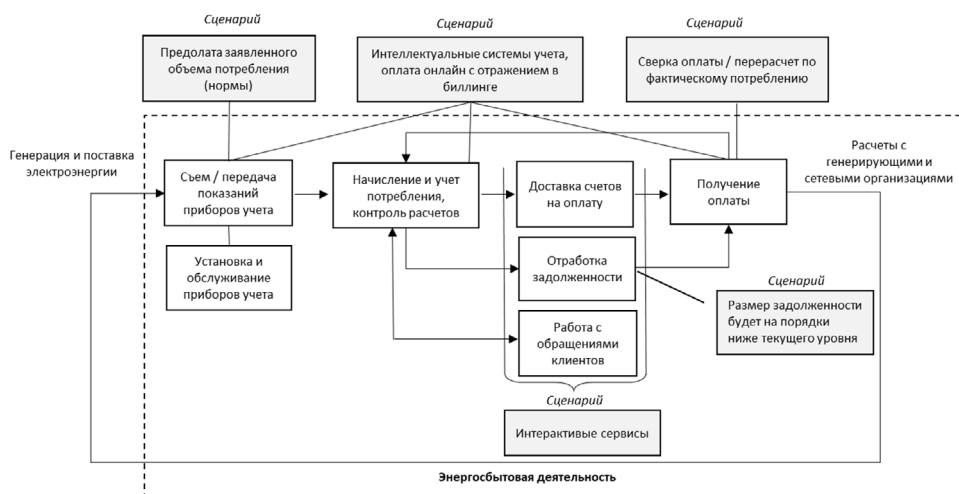 Сценарий
Предолата заявленного
объема потребления
(нормы)
Сценарий
Интеллектуальные системы учета,
оплата онлайн с отражением в
биллинге
Сценарий
Сверка оплаты / перерасчет по
фактическому потреблению
Генерация и поставка
электроэнергии
Съем / передача
показаний
приборов учета
Начисление и учет
потребления,
контроль расчетов
Доставка счетов
на оплату
Получение
оплаты
Расчеты с
генерирующими и
сетевыми организациями
Установка и
обслуживание
приборов учета
Отработка
задолженности
Сценарий
Размер задолженности
будет на порядки
ниже текущего уровня
Работа с
обращениями
клиентов
Сценарий
Интерактивные сервисы
Энергосбытовая деятельность